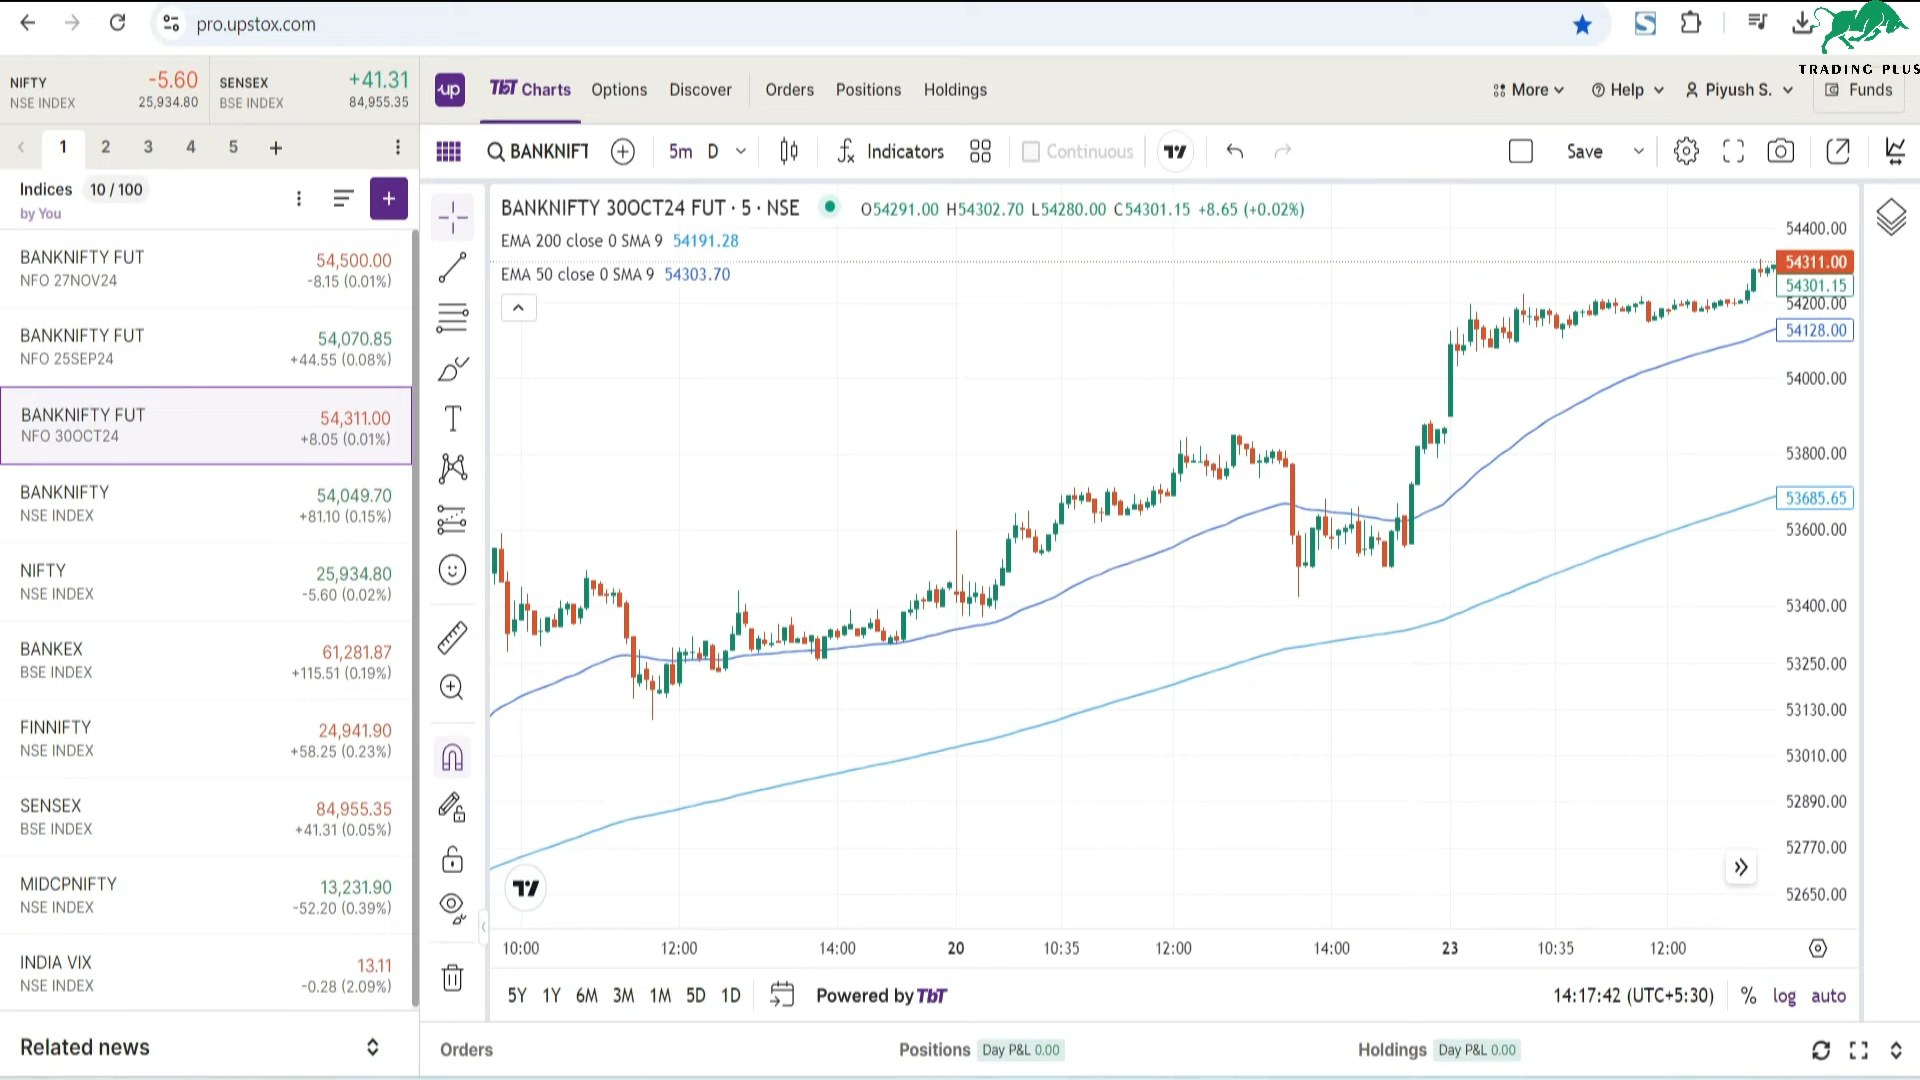 pro.upstox.com
TRADING PLUS
NIFTY -5.60 SENSEX +41.31
NSE INDEX 25,934.80 BSE INDEX 84,955.35
up TbT Charts Options Discover Orders Positions Holdings More Help Piyush S. Funds
1 2 3 4 5 +
BANKNIFT 5m D Indicators Continuous Save
Indices 10 / 100
by You
BANKNIFTY FUT 54,500.00
NFO 27NOV24 -8.15 (0.01%)
BANKNIFTY FUT 54,070.85
NFO 25SEP24 +44.55 (0.08%)
BANKNIFTY FUT 54,311.00
NFO 30OCT24 +8.05 (0.01%)
BANKNIFTY 54,049.70
NSE INDEX +81.10 (0.15%)
NIFTY 25,934.80
NSE INDEX -5.60 (0.02%)
BANKEX 61,281.87
BSE INDEX +115.51 (0.19%)
FINNIFTY 24,941.90
NSE INDEX +58.25 (0.23%)
SENSEX 84,955.35
BSE INDEX +41.31 (0.05%)
MIDCPNIFTY 13,231.90
NSE INDEX -52.20 (0.39%)
INDIA VIX 13.11
NSE INDEX -0.28 (2.09%)
Related news
BANKNIFTY 30OCT24 FUT · 5 · NSE O54291.00 H54302.70 L54280.00 C54301.15 +8.65 (+0.02%)
EMA 200 close 0 SMA 9 54191.28
EMA 50 close 0 SMA 9 54303.70
54400.00
54311.00
54301.15
54200.00
54128.00
54000.00
53800.00
53685.65
53600.00
53400.00
53250.00
53130.00
53010.00
52890.00
52770.00
52650.00
10:00 12:00 14:00 20 10:35 12:00 14:00 23 10:35 12:00
5Y 1Y 6M 3M 1M 5D 1D Powered by TbT 14:17:42 (UTC+5:30) % log auto
Orders Positions Day P&L 0.00 Holdings Day P&L 0.00